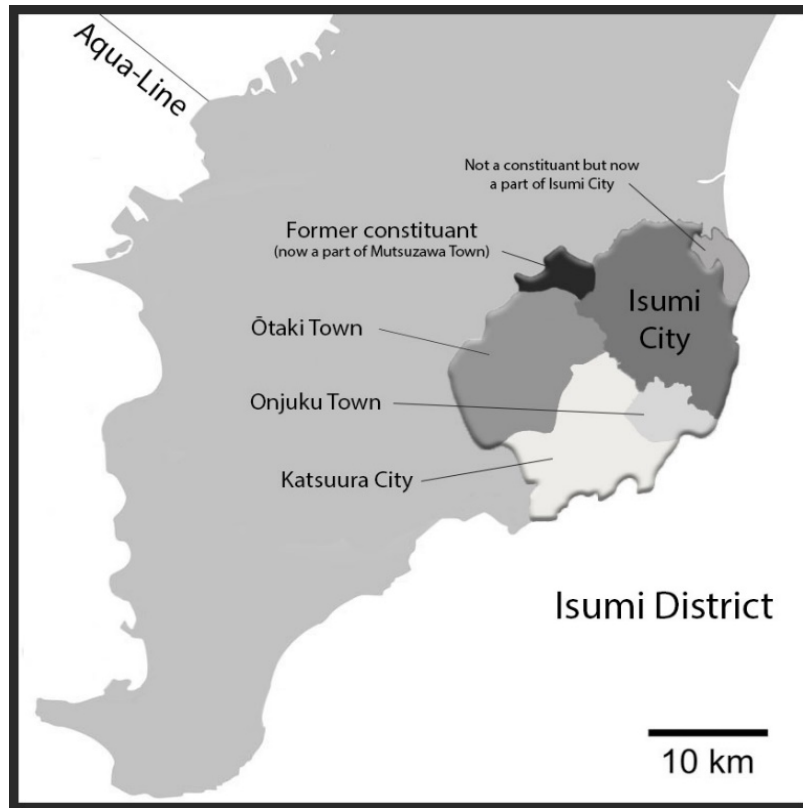 Aqua-Line
Not a constituant but now
a part of Isumi City
Former constituant
(now a part of Mutsuzawa Town)
Isumi
City
Ōtaki Town
Onjuku Town
Katsuura City
Isumi District
10 km